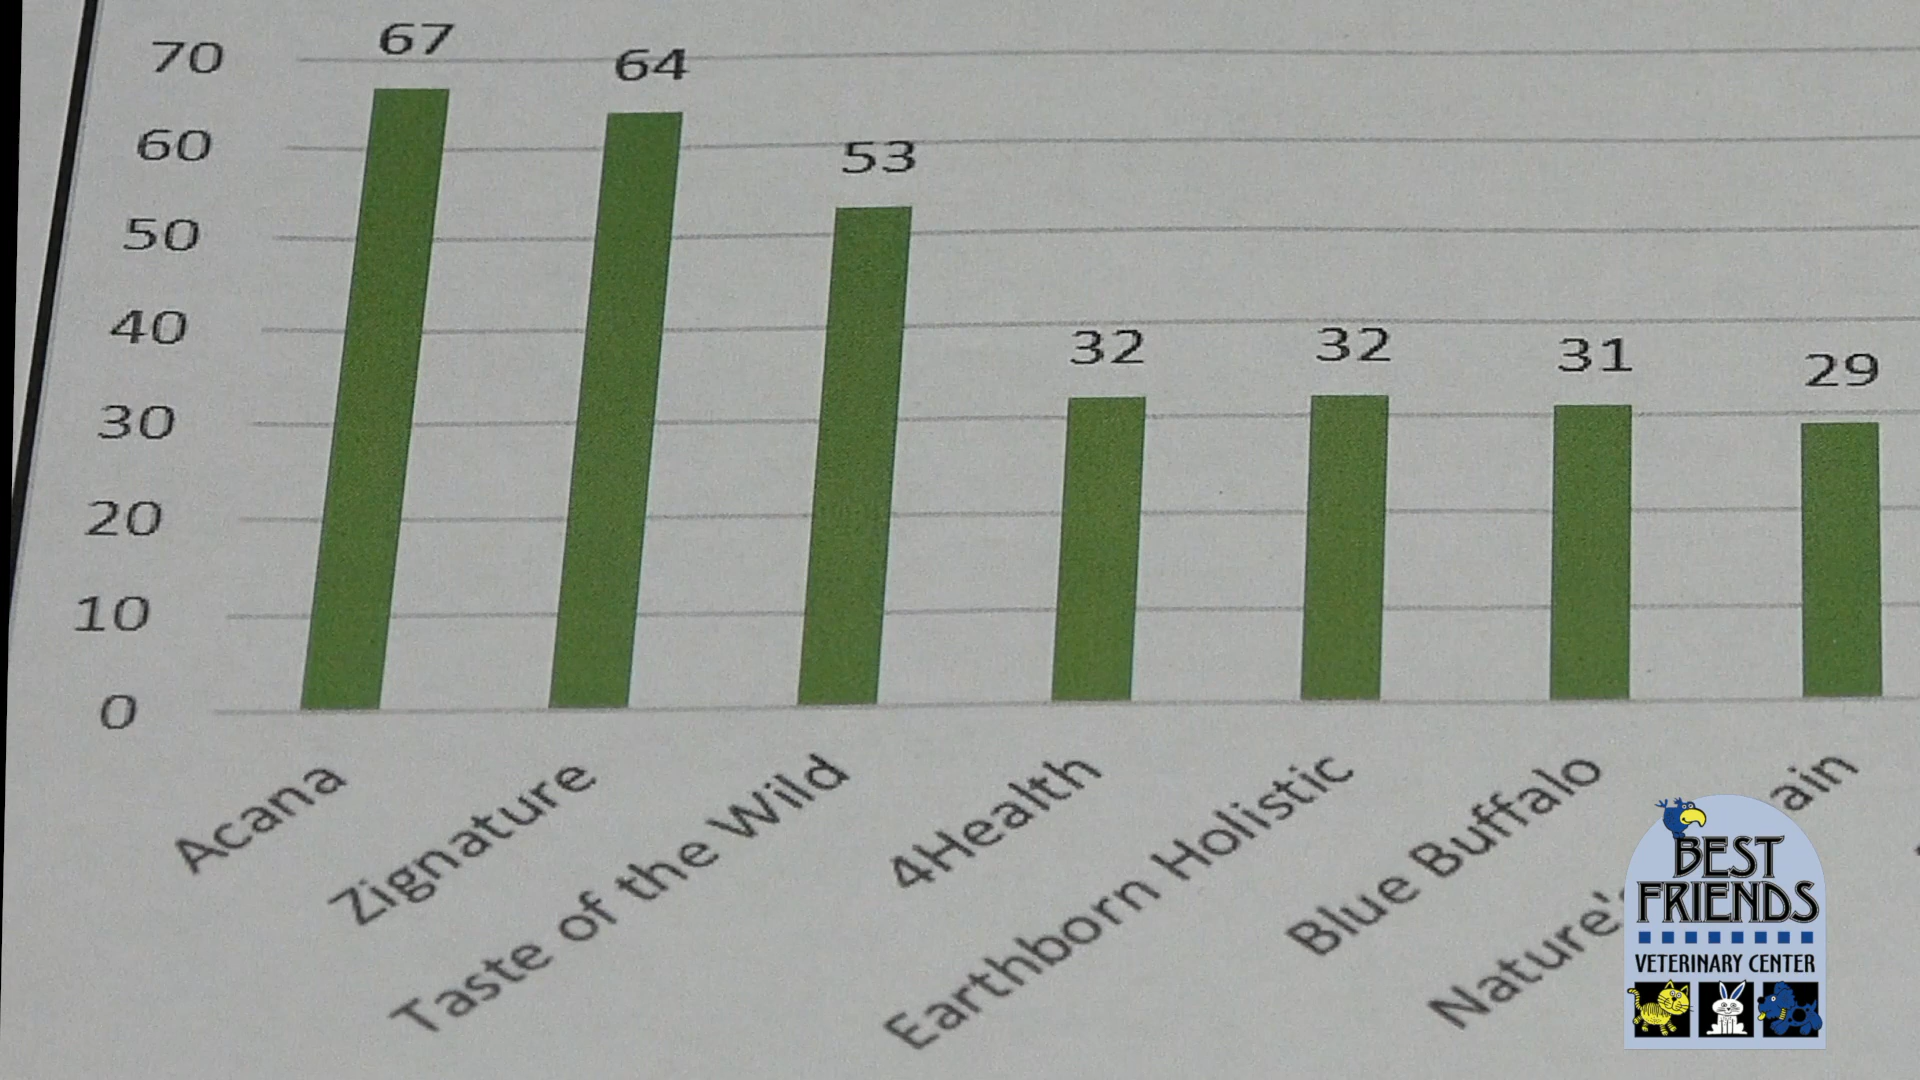 70
60
50
40
30
20
10
0
67
64
53
32
32
31
29
Acana
Zignature
Taste of the Wild
4Health
Earthborn Holistic
Blue Buffalo
BEST
FRIENDS
VETERINARY CENTER